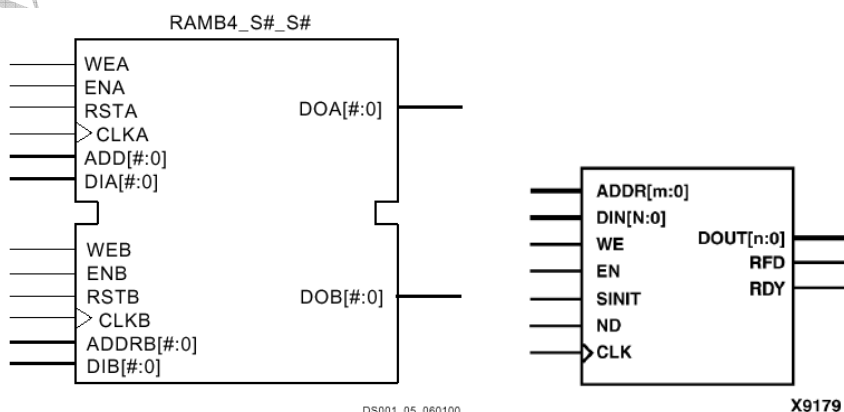 RAMB4_S#_S#
WEA
ENA
RSTA
CLKA
ADD[#:0]
DIA[#:0]
DOA[#:0]
WEB
ENB
RSTB
CLKB
ADDRB[#:0]
DIB[#:0]
DOB[#:0]
DS001_05_060100
ADDR[m:0]
DIN[N:0]
WE
EN
SINIT
ND
CLK
DOUT[n:0]
RFD
RDY
X9179